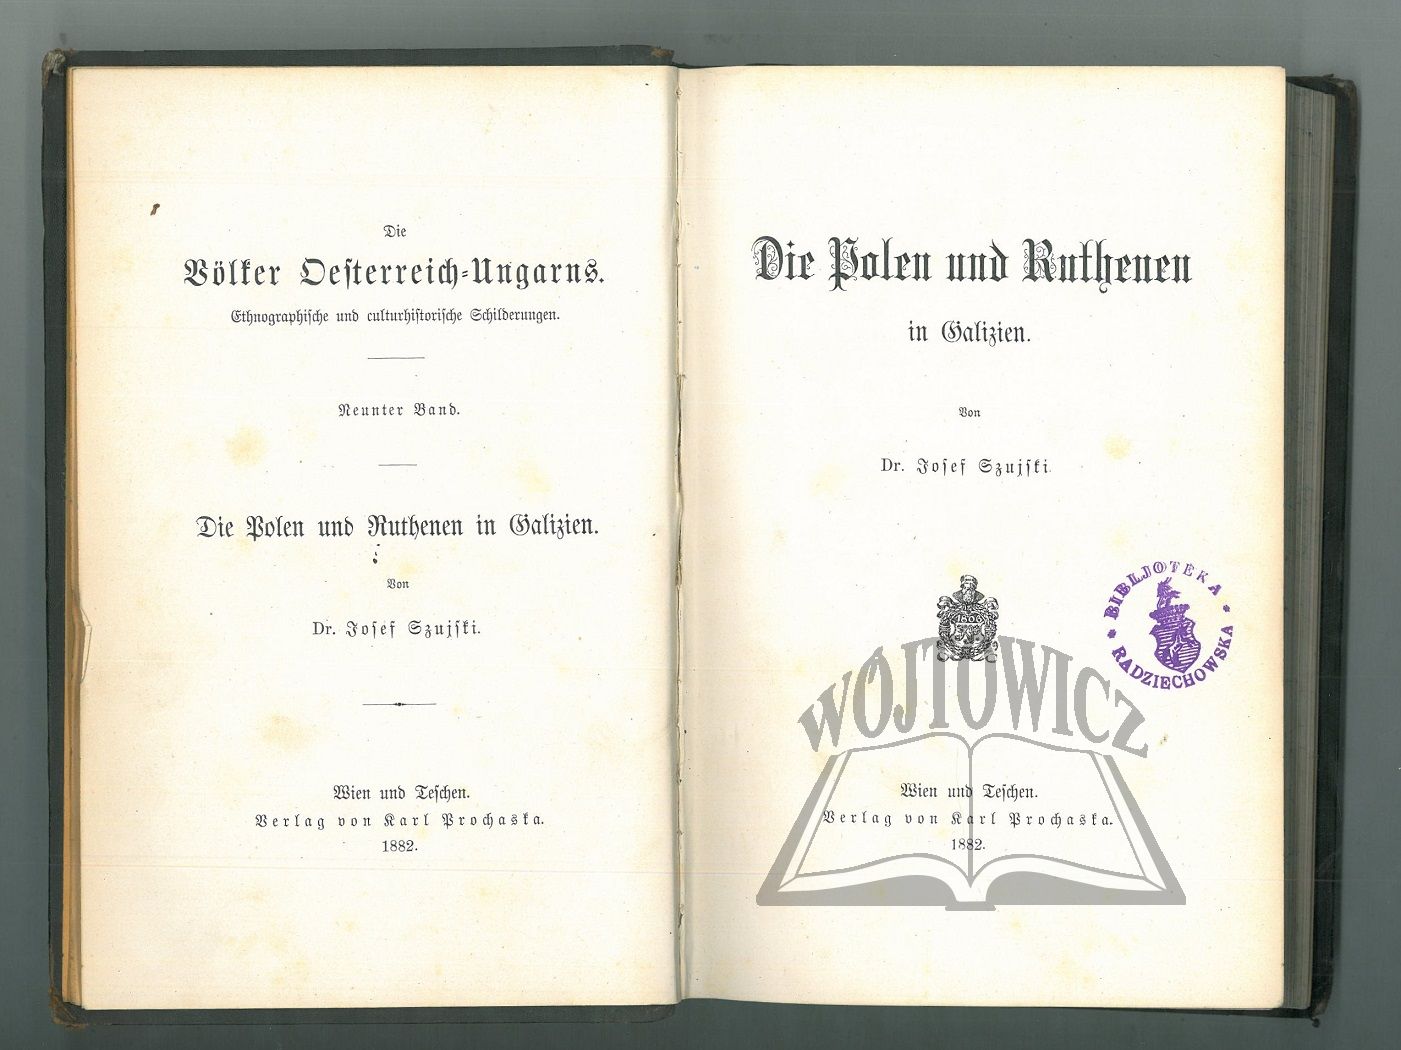 Die
Völker Oesterreich-Ungarns.
Ethnographische und culturhistorische Schilderungen.
Neunter Band.
Die Polen und Ruthenen in Galizien.
Von
Dr. Josef Szujski.
Wien und Teschen.
Verlag von Karl Prochaska.
1882.
Die Polen und Ruthenen
in Galizien.
Von
Dr. Josef Szujski
BIBLJOTEKA
RADZIECHOWSKA
WÓJTOWICZ
Wien und Teschen.
Verlag von Karl Prochaska.
1882.